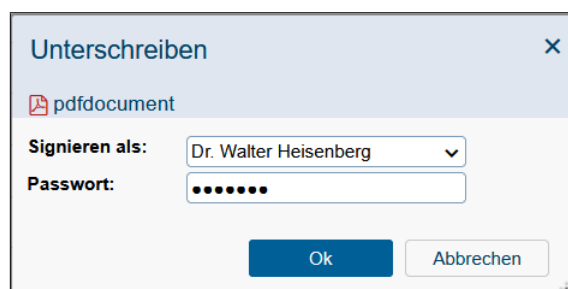 Unterschreiben
pdfdocument
Signieren als: Dr. Walter Heisenberg
Passwort: •••••••
Ok Abbrechen